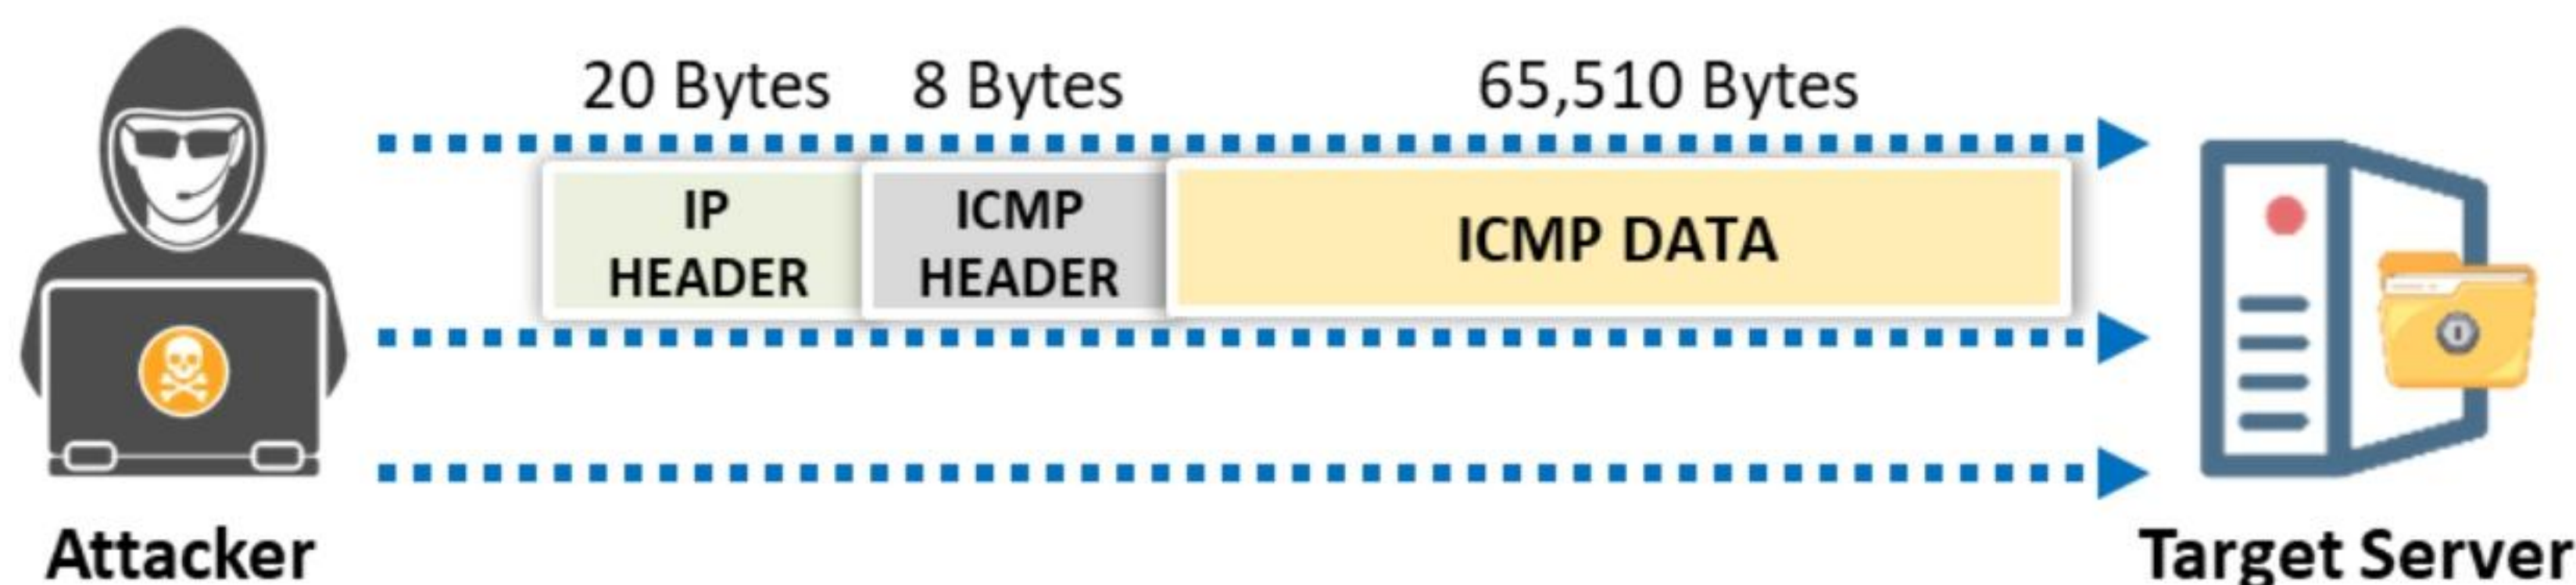 20 Bytes
8 Bytes
65,510 Bytes
IP
HEADER
ICMP
HEADER
ICMP DATA
Attacker
Target Server